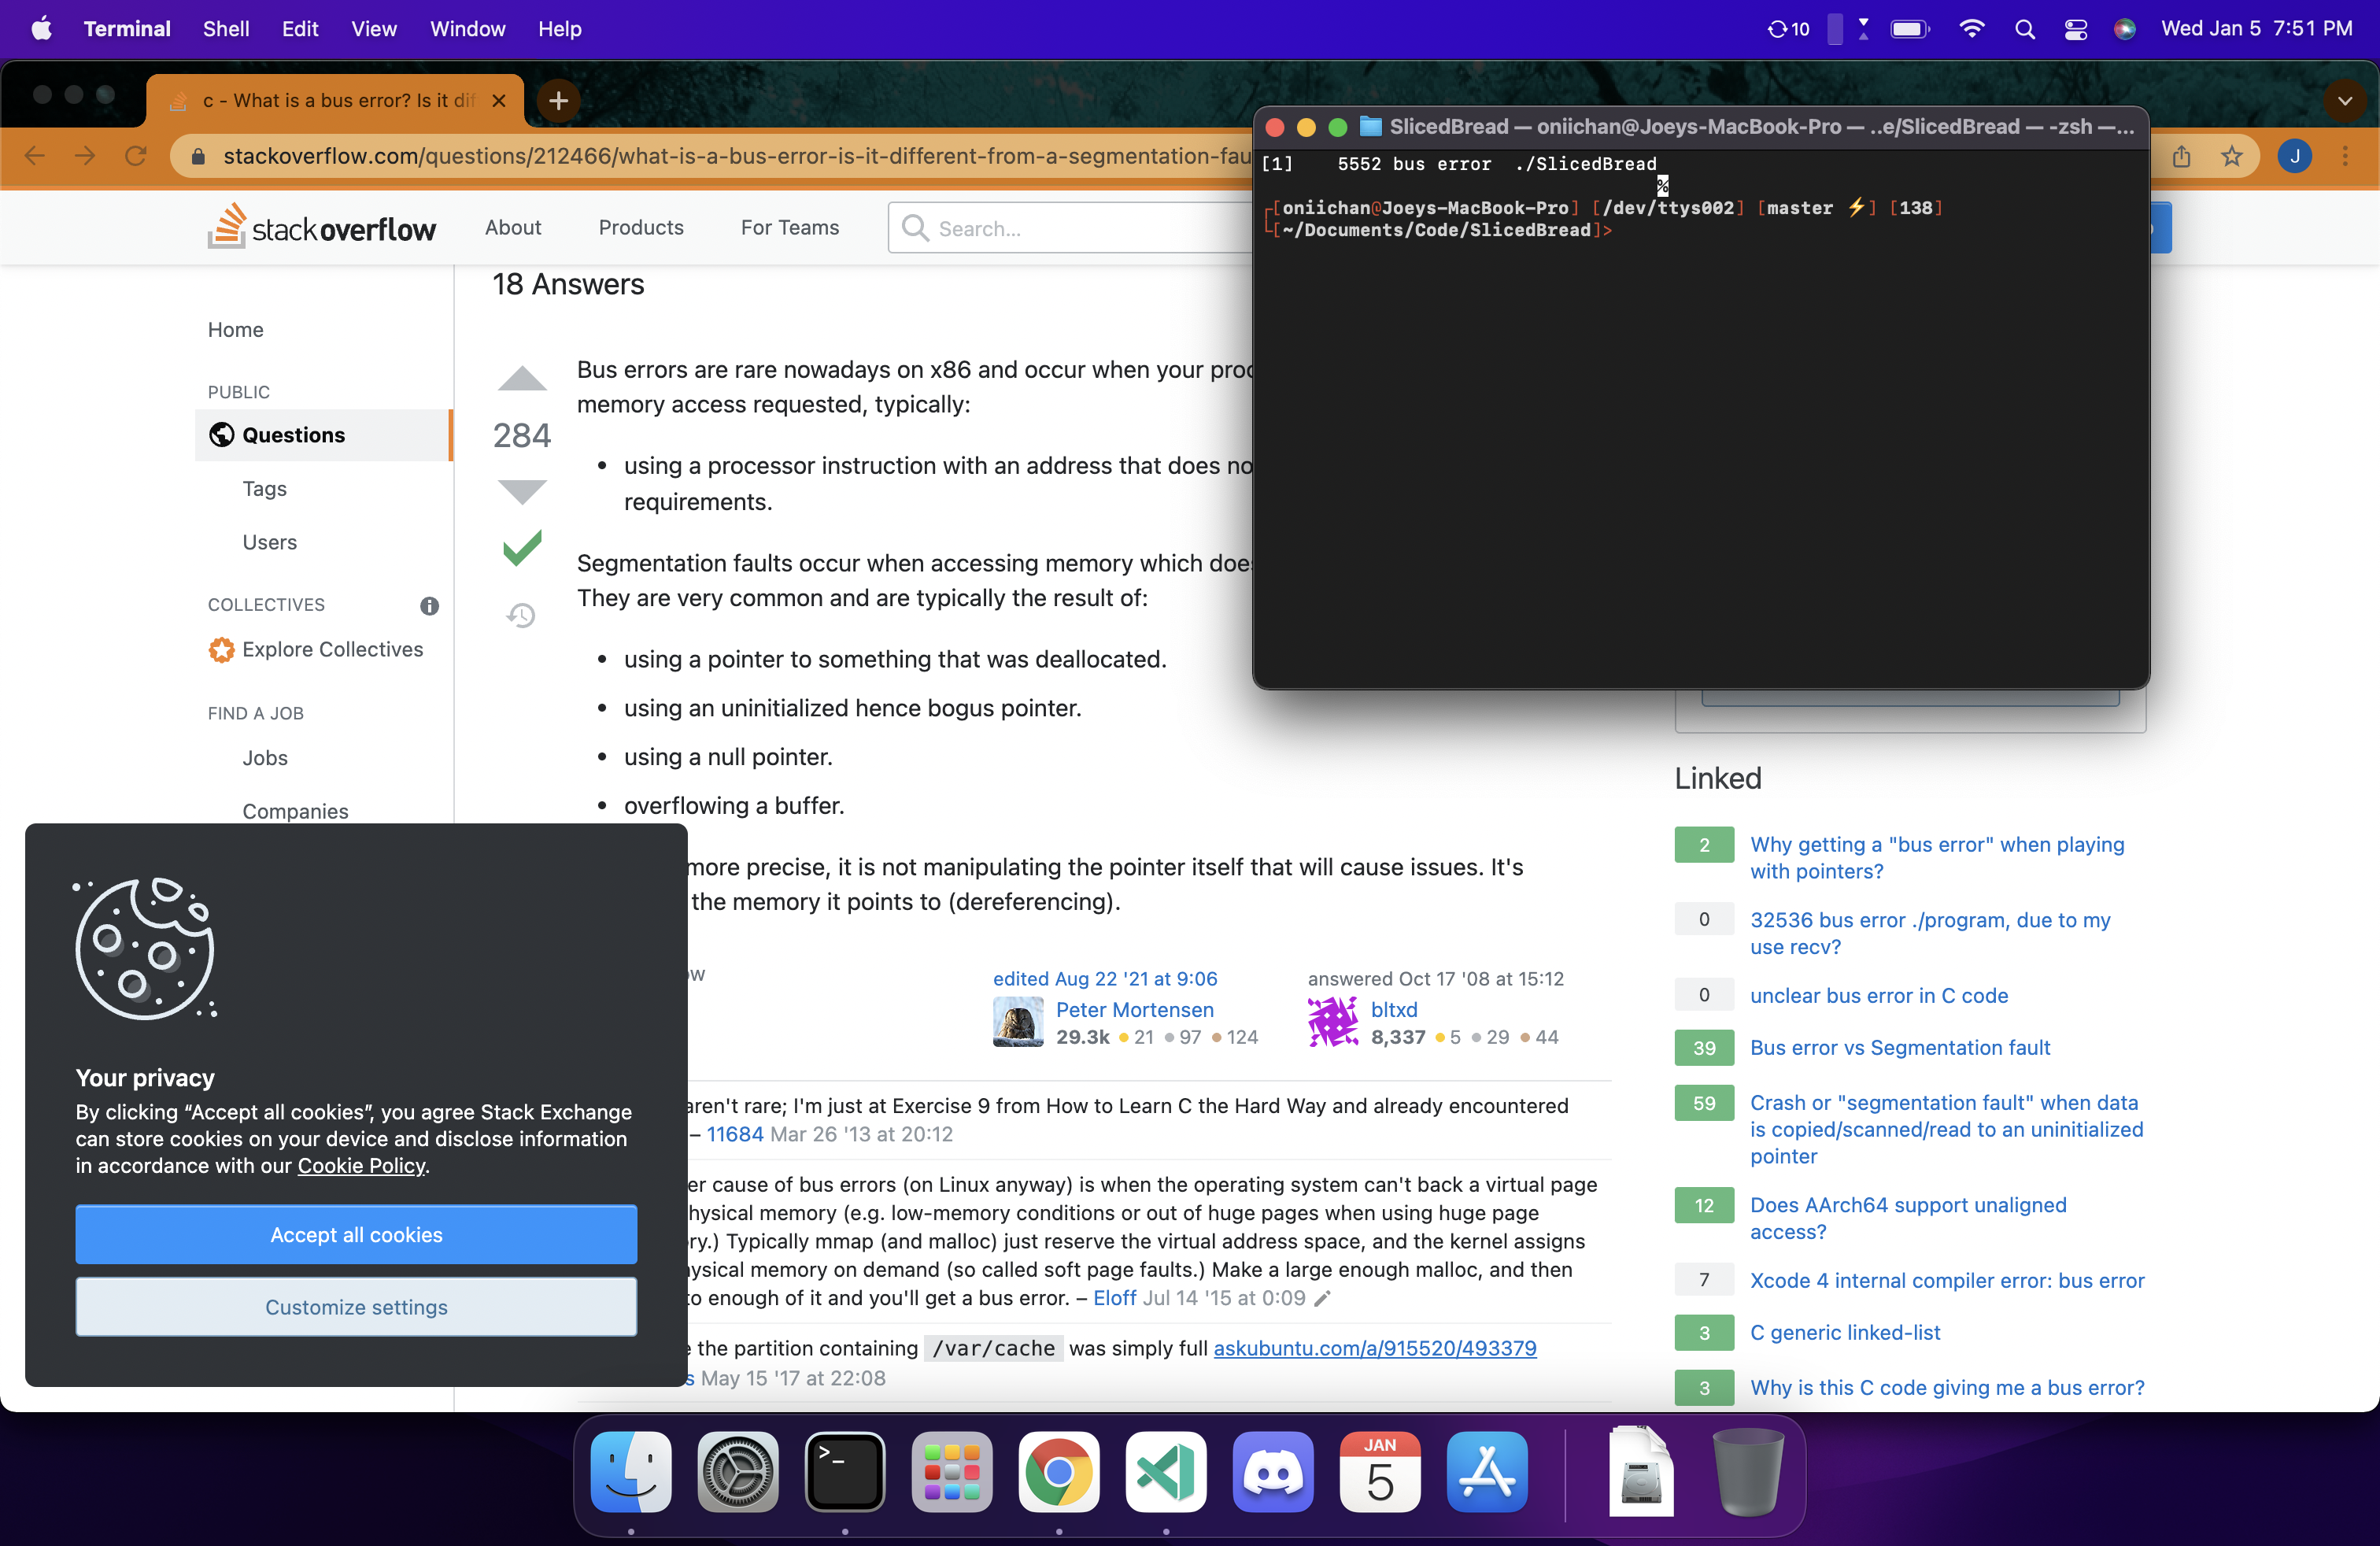 Terminal Shell Edit View Window Help 10 Wed Jan 5 7:51 PM
c - What is a bus error? Is it dif
stackoverflow.com/questions/212466/what-is-a-bus-error-is-it-different-from-a-segmentation-fau J
stackoverflow About Products For Teams Search...
SlicedBread — oniichan@Joeys-MacBook-Pro — ..e/SlicedBread — -zsh —...
[1] 5552 bus error ./SlicedBread
%
┌[oniichan@Joeys-MacBook-Pro] [/dev/ttys002] [master ⚡] [138]
└[~/Documents/Code/SlicedBread]>
Home
PUBLIC
Questions
Tags
Users
COLLECTIVES
Explore Collectives
FIND A JOB
Jobs
Companies
18 Answers
284
Bus errors are rare nowadays on x86 and occur when your
memory access requested, typically:
• using a processor instruction with an address that does
requirements.
Segmentation faults occur when accessing memory which
They are very common and are typically the result of:
• using a pointer to something that was deallocated.
• using an uninitialized hence bogus pointer.
• using a null pointer.
• overflowing a buffer.
more precise, it is not manipulating the pointer itself that will cause issues. It's
the memory it points to (dereferencing).
edited Aug 22 '21 at 9:06
Peter Mortensen
29.3k 21 97 124
answered Oct 17 '08 at 15:12
bltxd
8,337 5 29 44
aren't rare; I'm just at Exercise 9 from How to Learn C the Hard Way and already encountered
– 11684 Mar 26 '13 at 20:12
er cause of bus errors (on Linux anyway) is when the operating system can't back a virtual page
hysical memory (e.g. low-memory conditions or out of huge pages when using huge page
ry.) Typically mmap (and malloc) just reserve the virtual address space, and the kernel assigns
ysical memory on demand (so called soft page faults.) Make a large enough malloc, and then
to enough of it and you'll get a bus error. – Eloff Jul 14 '15 at 0:09
the partition containing /var/cache was simply full askubuntu.com/a/915520/493379
s May 15 '17 at 22:08
Linked
2 Why getting a "bus error" when playing
with pointers?
0 32536 bus error ./program, due to my
use recv?
0 unclear bus error in C code
39 Bus error vs Segmentation fault
59 Crash or "segmentation fault" when data
is copied/scanned/read to an uninitialized
pointer
12 Does AArch64 support unaligned
access?
7 Xcode 4 internal compiler error: bus error
3 C generic linked-list
3 Why is this C code giving me a bus error?
Your privacy
By clicking “Accept all cookies”, you agree Stack Exchange
can store cookies on your device and disclose information
in accordance with our Cookie Policy.
Accept all cookies
Customize settings
>_
JAN
5